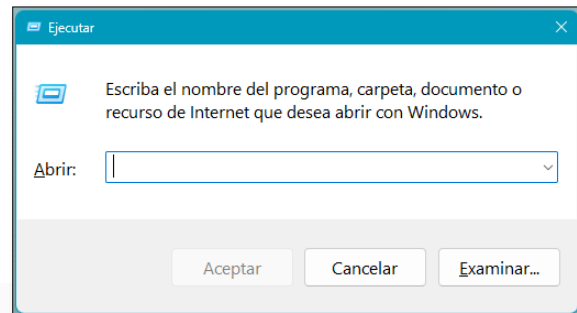 Ejecutar
Escriba el nombre del programa, carpeta, documento o
recurso de Internet que desea abrir con Windows.
Abrir:
Aceptar Cancelar Examinar...